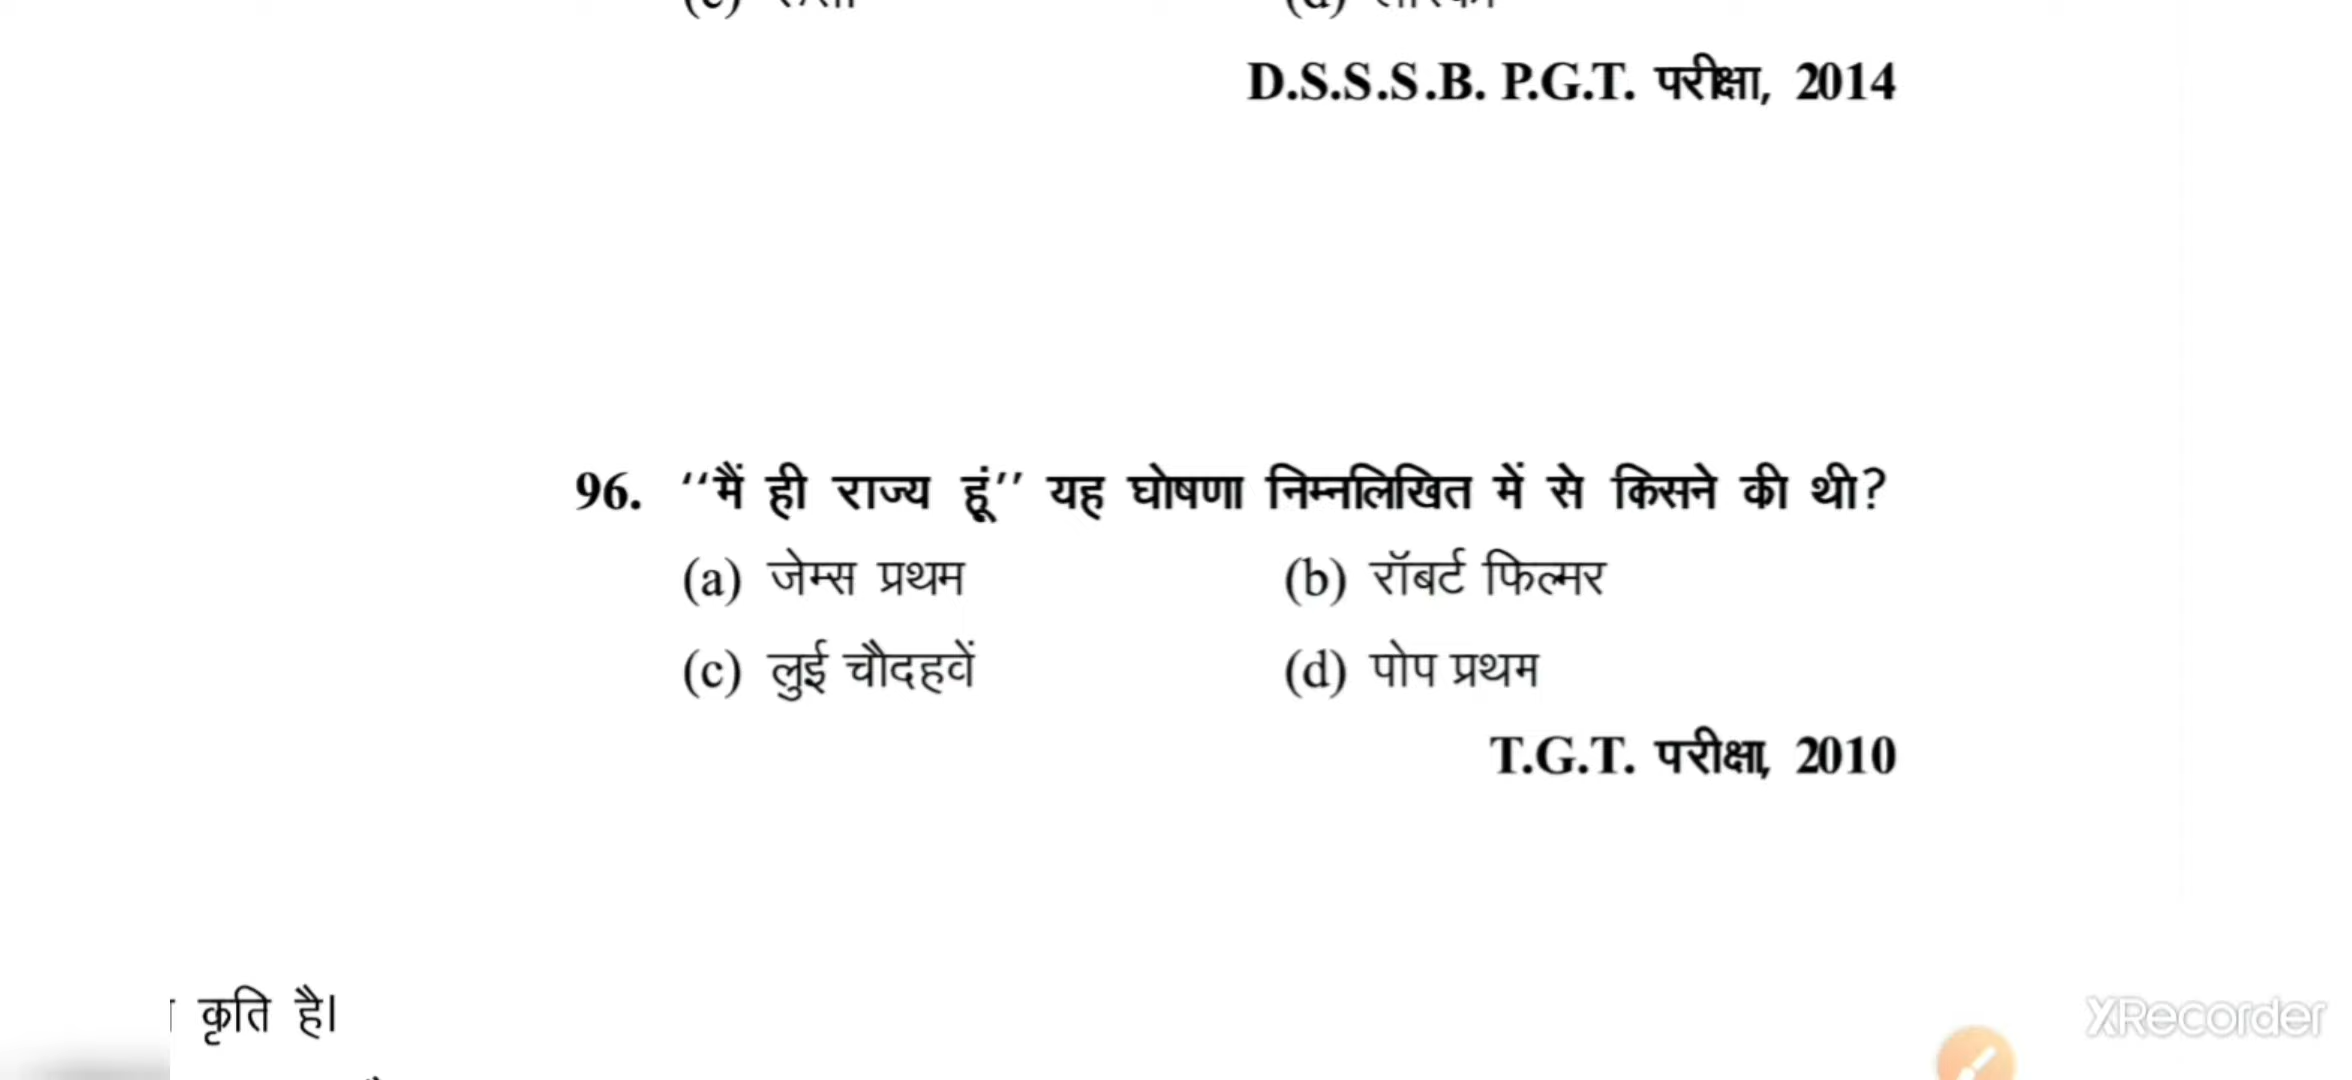 (c)
(d)
D.S.S.S.B. P.G.T. परीक्षा, 2014
96. ‘‘मैं ही राज्य हूं’’ यह घोषणा निम्नलिखित में से किसने की थी?
(a) जेम्स प्रथम (b) रॉबर्ट फिल्मर
(c) लुई चौदहवें (d) पोप प्रथम
T.G.T. परीक्षा, 2010
कृति है।
XRecorder